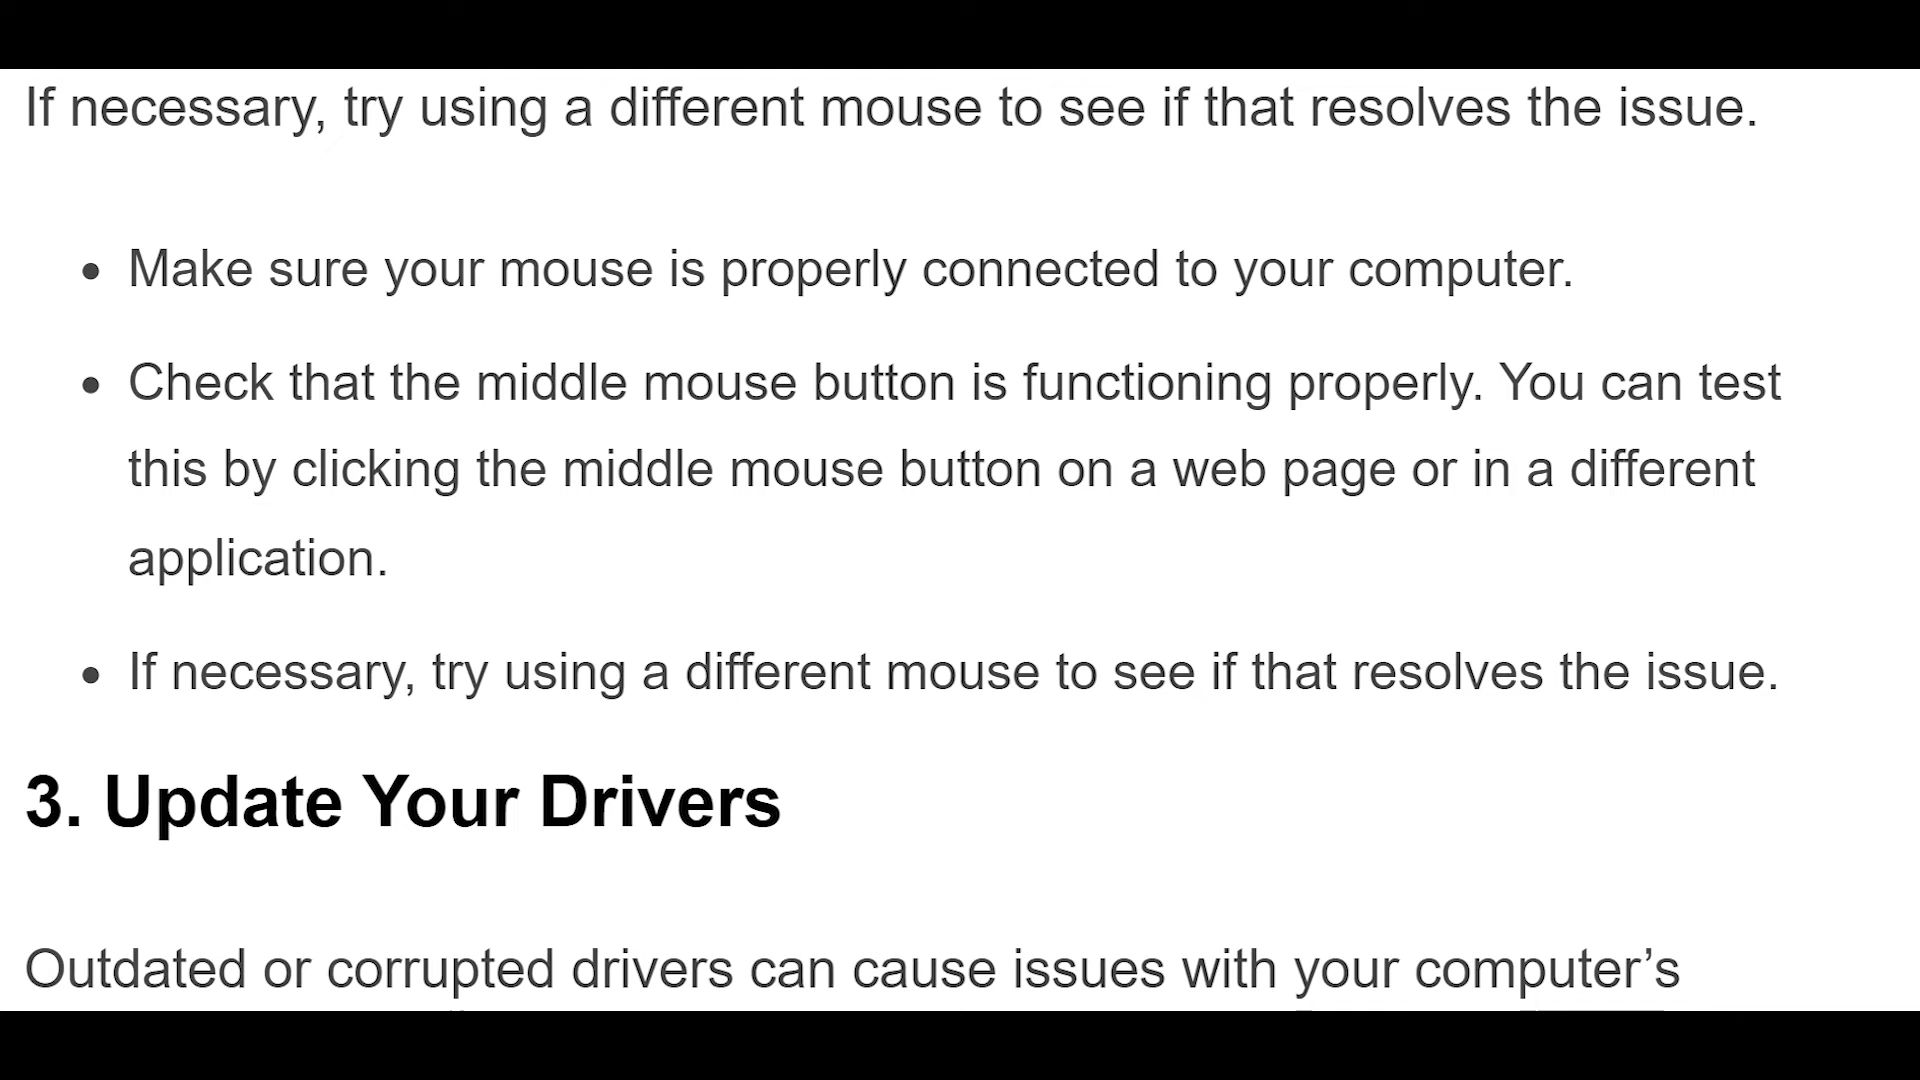 If necessary, try using a different mouse to see if that resolves the issue.
• Make sure your mouse is properly connected to your computer.
• Check that the middle mouse button is functioning properly. You can test
this by clicking the middle mouse button on a web page or in a different
application.
• If necessary, try using a different mouse to see if that resolves the issue.
3. Update Your Drivers
Outdated or corrupted drivers can cause issues with your computer’s